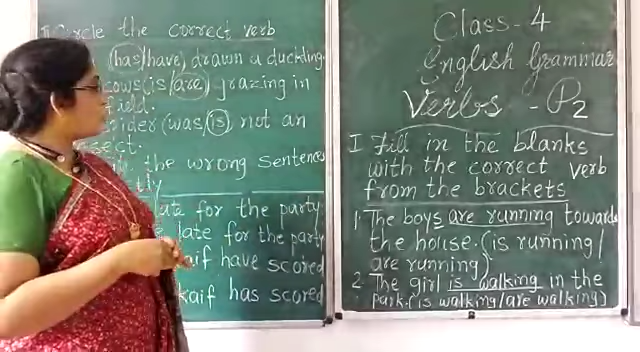 Circle the correct verb
(has/have) drawn a duckling.
cows (is/are) grazing in
field.
(was/is) not an
the wrong sentences
late for the party
late for the party
kaif have scored
kaif has scored
Class - 4
English Grammar
Verbs - P2
I Fill in the blanks
with the correct verb
from the brackets
1. The boys are running towards
the house. (is running/
are running)
2. The girl is walking in the
park. (is walking/are walking)